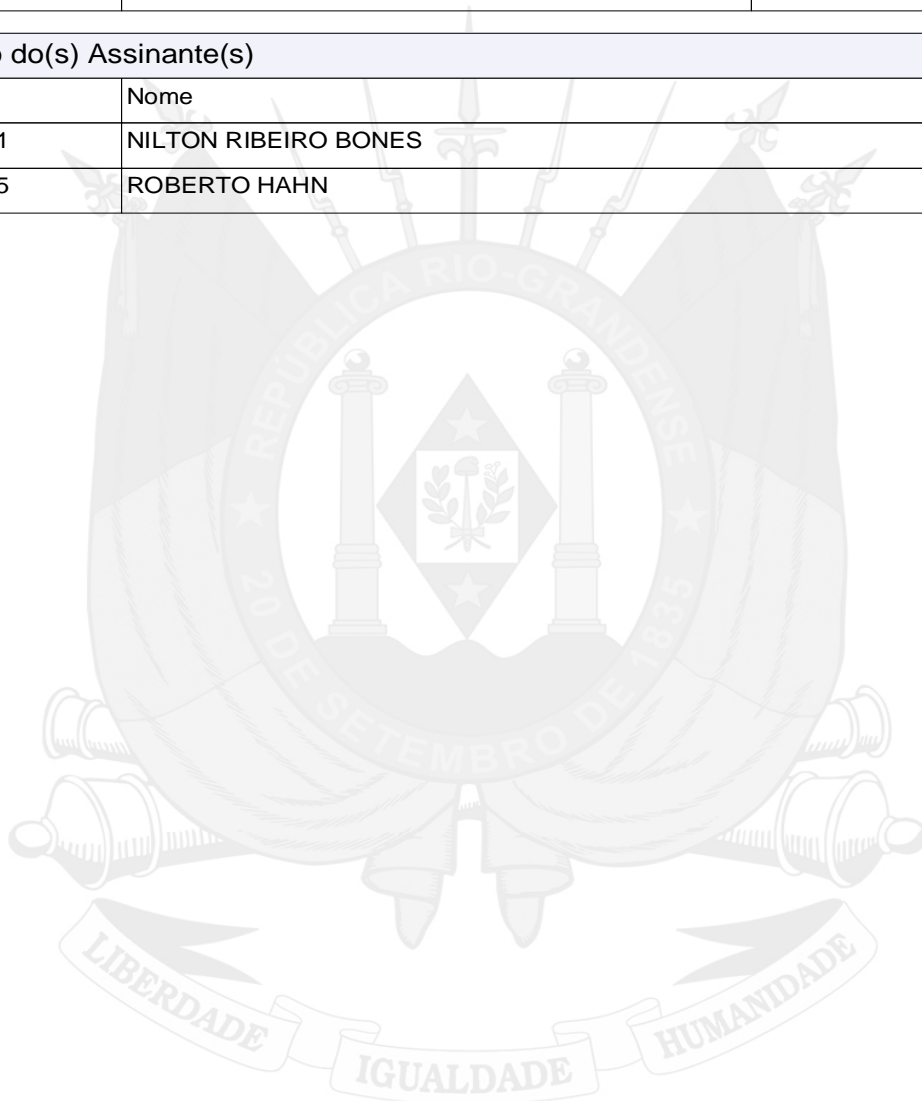 o do(s) Assinante(s)
Nome
1 NILTON RIBEIRO BONES
5 ROBERTO HAHN
REPÚBLICA RIO-GRANDENSE
20 DE SETEMBRO DE 1835
LIBERDADE
IGUALDADE
HUMANIDADE